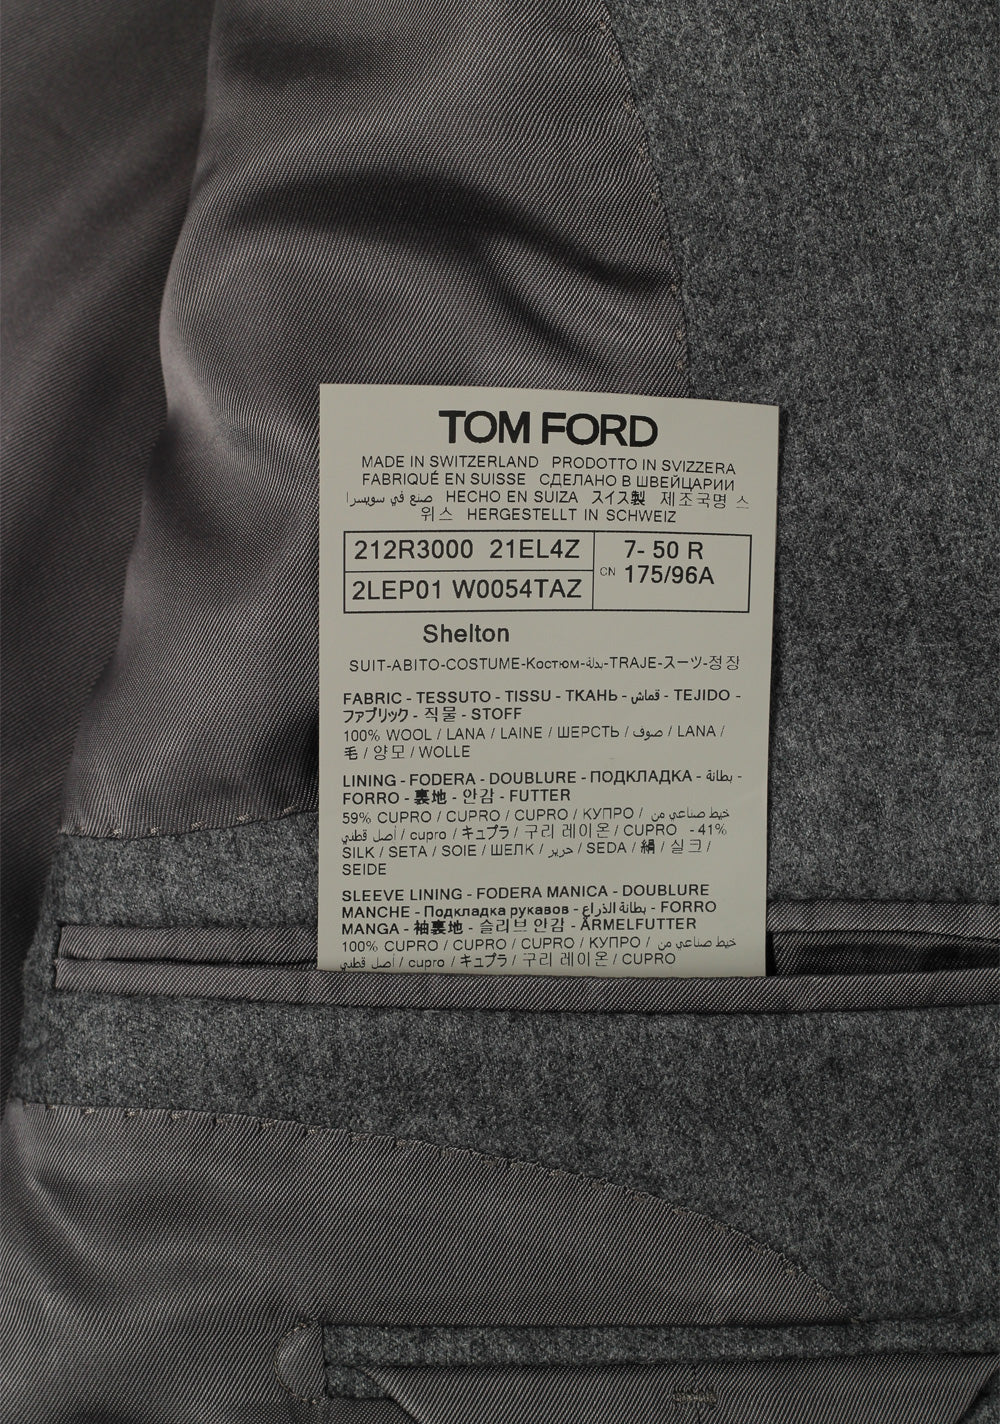 TOM FORD
MADE IN SWITZERLAND PRODOTTO IN SVIZZERA
FABRIQUÉ EN SUISSE СДЕЛАНО В ШВЕЙЦАРИИ
صنع في سويسرا HECHO EN SUIZA スイス製 제조국명 스
위스 HERGESTELLT IN SCHWEIZ
212R3000 21EL4Z 7- 50 R
CN 175/96A
2LEP01 W0054TAZ
Shelton
SUIT-ABITO-COSTUME-Костюм-بدلة-TRAJE-スーツ-정장
FABRIC - TESSUTO - TISSU - ТКАНЬ - قماش - TEJIDO -
ファブリック - 직물 - STOFF
100% WOOL / LANA / LAINE / ШЕРСТЬ / صوف / LANA /
毛 / 양모 / WOLLE
LINING - FODERA - DOUBLURE - ПОДКЛАДКА - بطانة -
FORRO - 裏地 - 안감 - FUTTER
59% CUPRO / CUPRO / CUPRO / КУПРО / خيط صناعي من
أصل قطني / cupro / キュプラ / 구리 레이온 / CUPRO - 41%
SILK / SETA / SOIE / ШЕЛК / حرير / SEDA / 絹 / 실크 /
SEIDE
SLEEVE LINING - FODERA MANICA - DOUBLURE
MANCHE - Подкладка рукавов - بطانة الذراع - FORRO
MANGA - 袖裏地 - 슬리브 안감 - ÄRMELFUTTER
100% CUPRO / CUPRO / CUPRO / КУПРО / خيط صناعي من
أصل قطني / cupro / キュプラ / 구리 레이온 / CUPRO